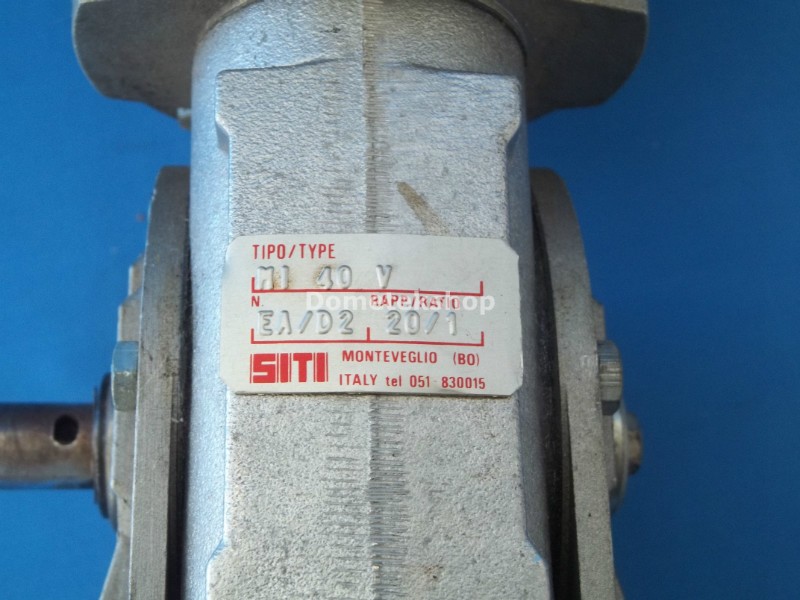 TIPO/TYPE
MI 40 V
N. RAPP/RATIO
EA/D2 20/1
SITI MONTEVEGLIO (BO)
ITALY tel 051 830015